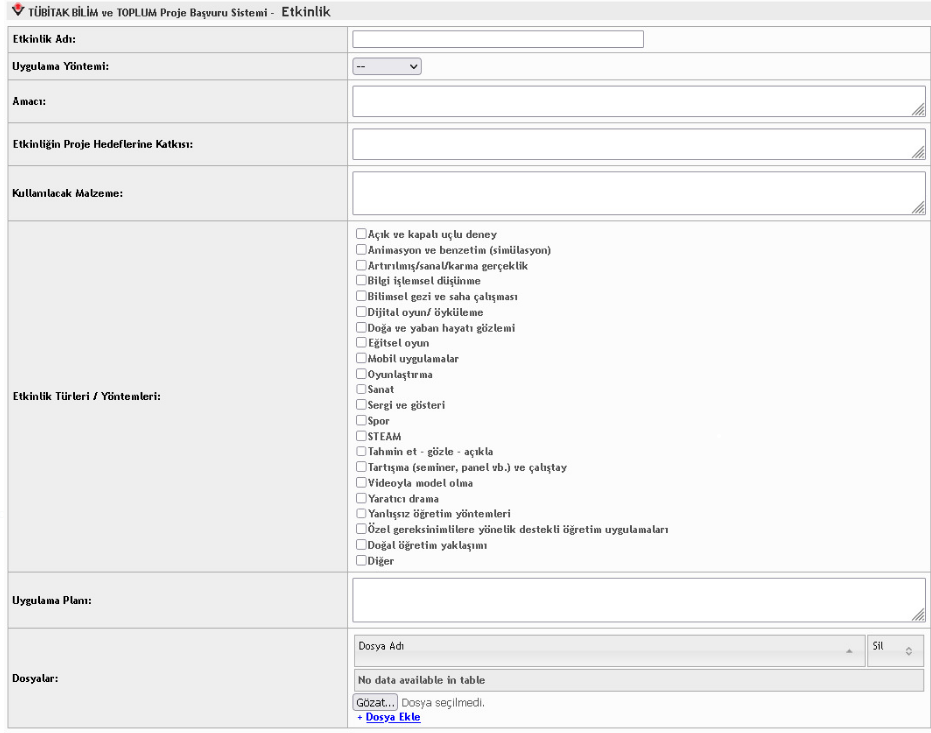 TÜBİTAK BİLİM ve TOPLUM Proje Başvuru Sistemi - Etkinlik
Etkinlik Adı:
Uygulama Yöntemi:
--
Amacı:
Etkinliğin Proje Hedeflerine Katkısı:
Kullanılacak Malzeme:
Etkinlik Türleri / Yöntemleri:
Açık ve kapalı uçlu deney
Animasyon ve benzetim (simülasyon)
Artırılmış/sanal/karma gerçeklik
Bilgi işlemsel düşünme
Bilimsel gezi ve saha çalışması
Dijital oyun/ öyküleme
Doğa ve yaban hayatı gözlemi
Eğitsel oyun
Mobil uygulamalar
Oyunlaştırma
Sanat
Sergi ve gösteri
Spor
STEAM
Tahmin et - gözle - açıkla
Tartışma (seminer, panel vb.) ve çalıştay
Videoyla model olma
Yaratıcı drama
Yanlışsız öğretim yöntemleri
Özel gereksinimlilere yönelik destekli öğretim uygulamaları
Doğal öğretim yaklaşımı
Diğer
Uygulama Planı:
Dosyalar:
Dosya Adı Sil
No data available in table
Gözat... Dosya seçilmedi.
+ Dosya Ekle